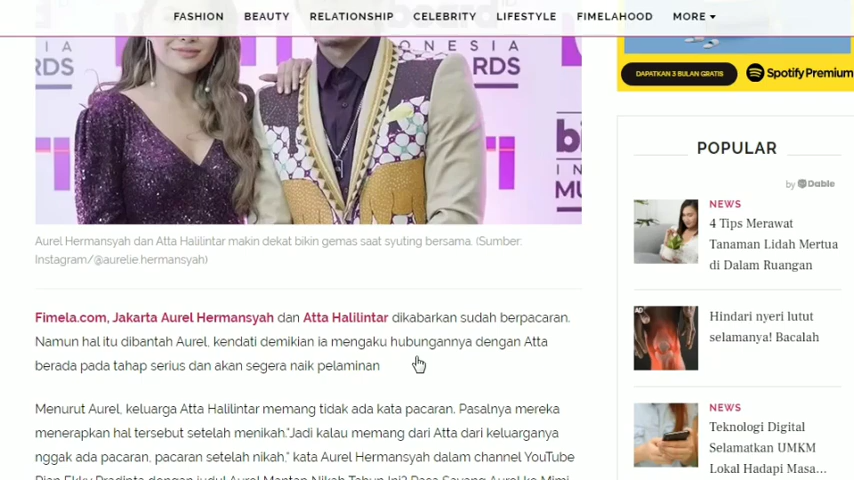 FASHION BEAUTY RELATIONSHIP CELEBRITY LIFESTYLE FIMELAHOOD MORE
ONESIA
RDS
DAPATKAN 3 BULAN GRATIS Spotify Premium
Aurel Hermansyah dan Atta Halilintar makin dekat bikin gemas saat syuting bersama. (Sumber:
Instagram/@aurelie.hermansyah)
Fimela.com, Jakarta Aurel Hermansyah dan Atta Halilintar dikabarkan sudah berpacaran.
Namun hal itu dibantah Aurel, kendati demikian ia mengaku hubungannya dengan Atta
berada pada tahap serius dan akan segera naik pelaminan
Menurut Aurel, keluarga Atta Halilintar memang tidak ada kata pacaran. Pasalnya mereka
menerapkan hal tersebut setelah menikah."Jadi kalau memang dari Atta dari keluarganya
nggak ada pacaran, pacaran setelah nikah," kata Aurel Hermansyah dalam channel YouTube
POPULAR
by Dable
NEWS
4 Tips Merawat
Tanaman Lidah Mertua
di Dalam Ruangan
AD
Hindari nyeri lutut
selamanya! Bacalah
NEWS
Teknologi Digital
Selamatkan UMKM
Lokal Hadapi Masa...